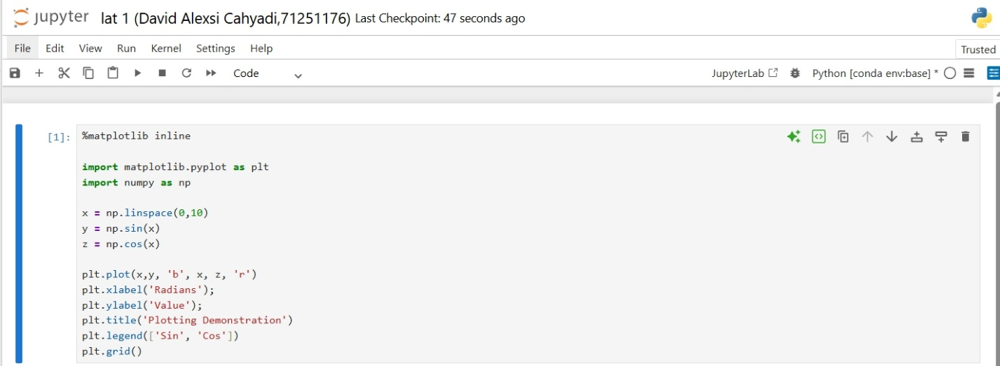 jupyter lat 1 (David Alexsi Cahyadi,71251176) Last Checkpoint: 47 seconds ago
File Edit View Run Kernel Settings Help Trusted
Code JupyterLab Python [conda env:base] *
[1]: %matplotlib inline
import matplotlib.pyplot as plt
import numpy as np
x = np.linspace(0,10)
y = np.sin(x)
z = np.cos(x)
plt.plot(x,y, 'b', x, z, 'r')
plt.xlabel('Radians');
plt.ylabel('Value');
plt.title('Plotting Demonstration')
plt.legend(['Sin', 'Cos'])
plt.grid()